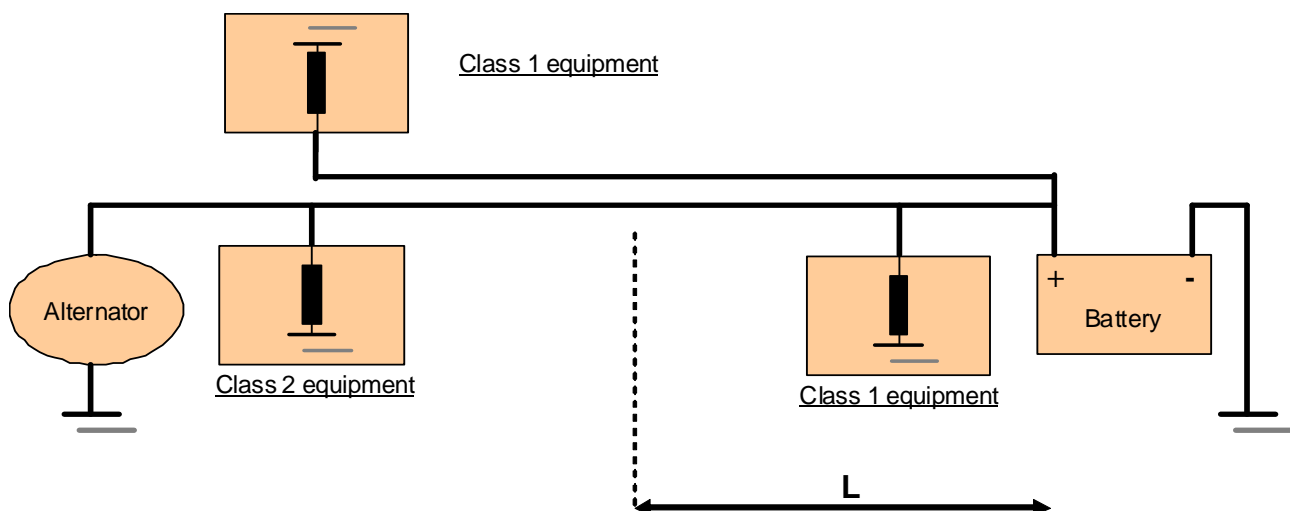 Class 1 equipment
Alternator
+
-
Battery
Class 2 equipment
Class 1 equipment
L